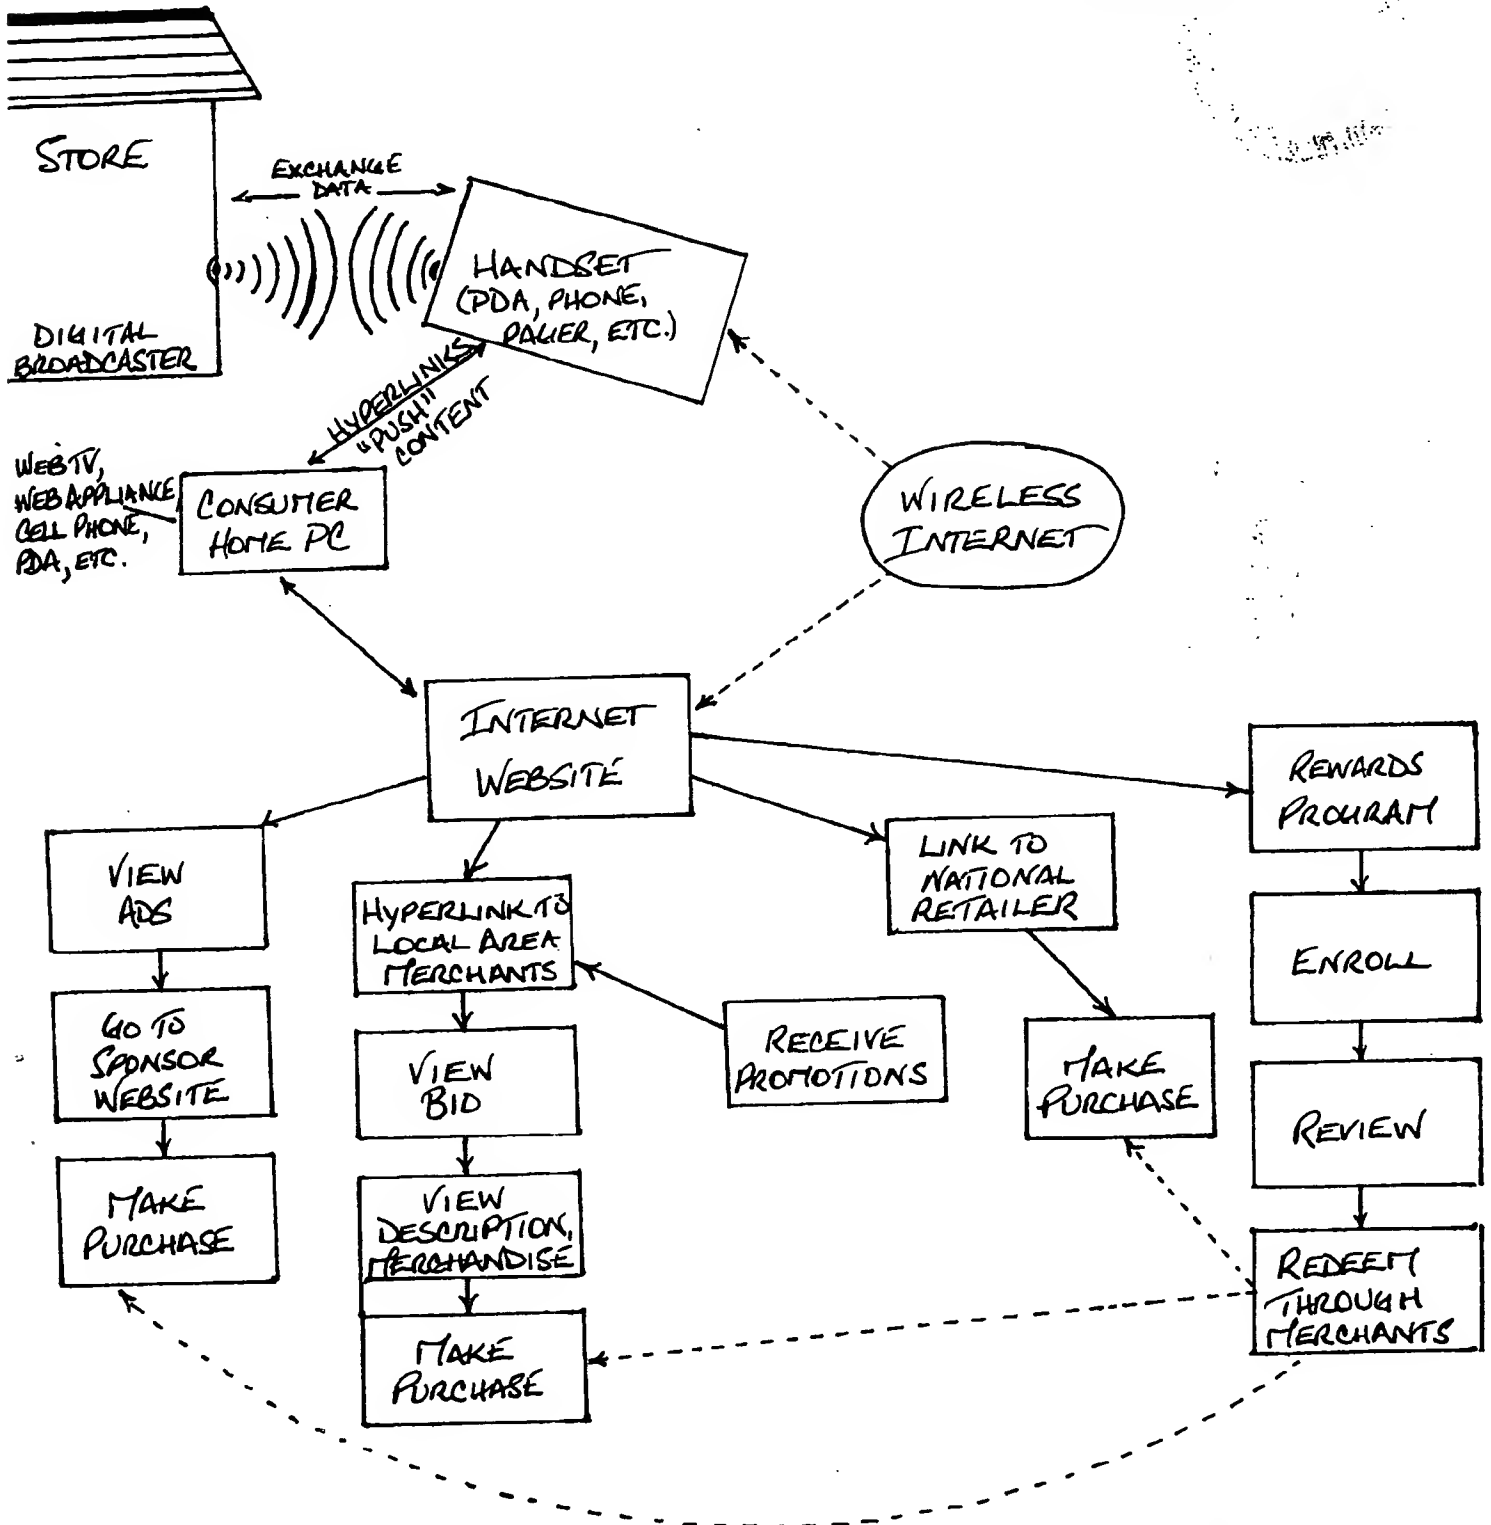 STORE
EXCHANGE
DATA
DIGITAL
BROADCASTER
HANDSET
(PDA, PHONE,
PAGER, ETC.)
HYPERLINKS
"PUSH"
CONTENT
WEB TV,
WEB APPLIANCE,
CELL PHONE,
PDA, ETC.
CONSUMER
HOME PC
WIRELESS
INTERNET
INTERNET
WEBSITE
REWARDS
PROGRAM
VIEW
ADS
HYPERLINK TO
LOCAL AREA
MERCHANTS
LINK TO
NATIONAL
RETAILER
ENROLL
GO TO
SPONSOR
WEBSITE
VIEW
BID
RECEIVE
PROMOTIONS
MAKE
PURCHASE
REVIEW
MAKE
PURCHASE
VIEW
DESCRIPTION,
MERCHANDISE
REDEEM
THROUGH
MERCHANTS
MAKE
PURCHASE